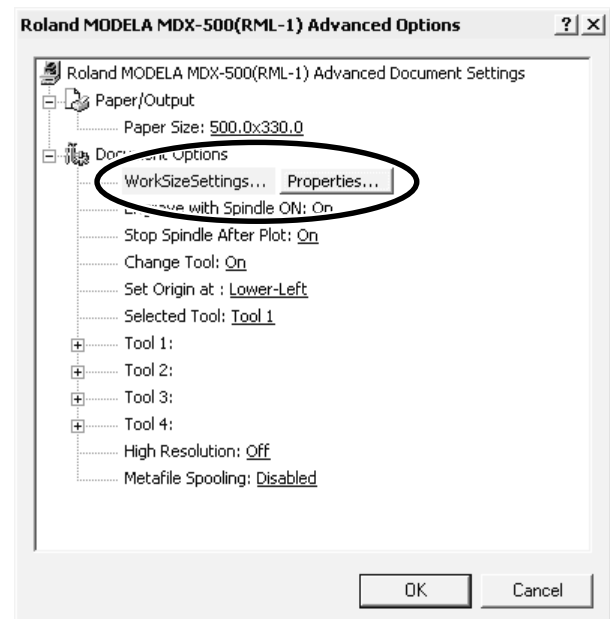 Roland MODELA MDX-500(RML-1) Advanced Options
Roland MODELA MDX-500(RML-1) Advanced Document Settings
Paper/Output
Paper Size: 500.0x330.0
Document Options
WorkSizeSettings... Properties...
Engrave with Spindle ON: On
Stop Spindle After Plot: On
Change Tool: On
Set Origin at : Lower-Left
Selected Tool: Tool 1
Tool 1:
Tool 2:
Tool 3:
Tool 4:
High Resolution: Off
Metafile Spooling: Disabled
OK Cancel